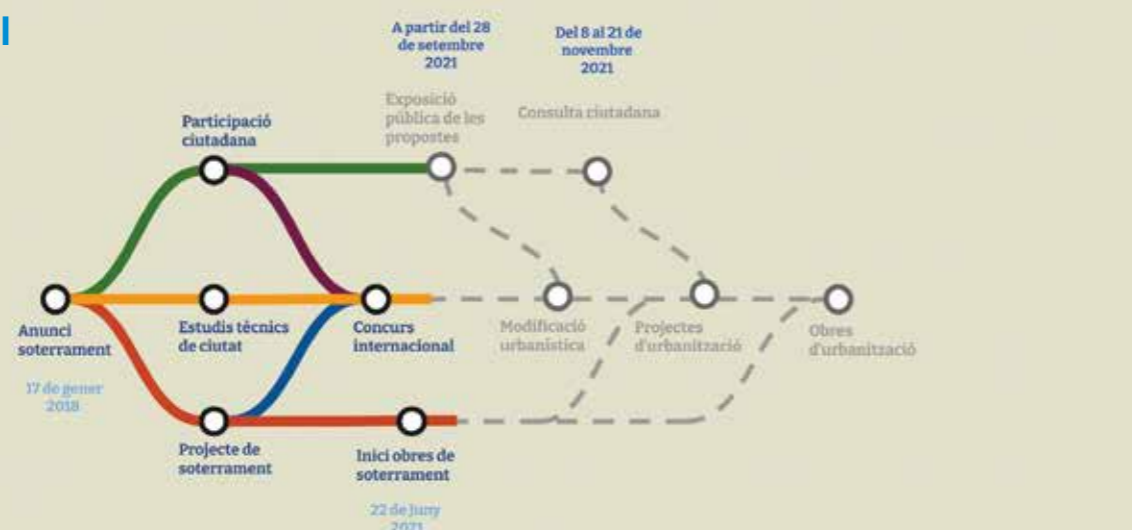 A partir del 28
de setembre
2021
Del 8 al 21 de
novembre
2021
Exposició
pública de les
propostes
Consulta ciutadana
Participació
ciutadana
Anunci
soterrament
17 de gener
2018
Estudis tècnics
de ciutat
Concurs
internacional
Modificació
urbanística
Projectes
d'urbanització
Obres
d'urbanització
Projecte de
soterrament
Inici obres de
soterrament
22 de Juny
2021